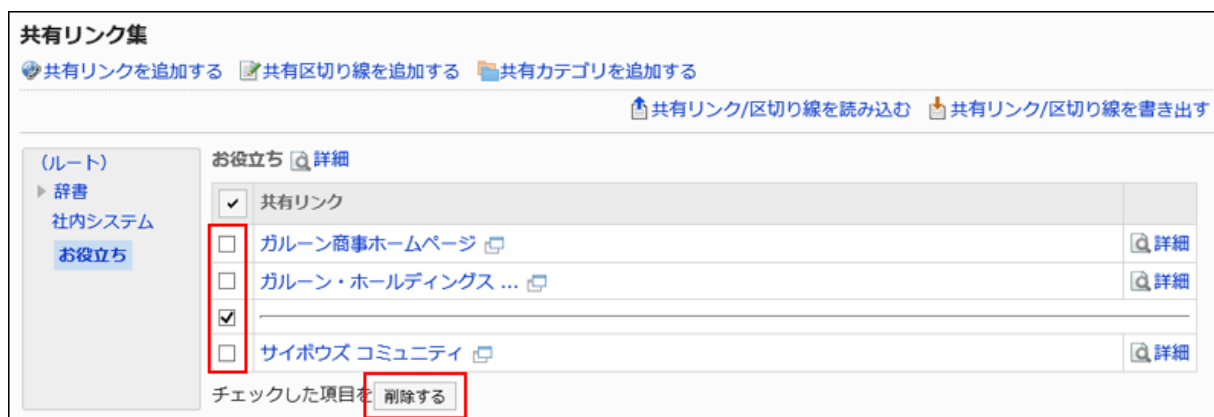 共有リンク集
共有リンクを追加する 共有区切り線を追加する 共有カテゴリを追加する
共有リンク/区切り線を読み込む 共有リンク/区切り線を書き出す
(ルート)
辞書
社内システム
お役立ち
お役立ち 詳細
共有リンク
ガルーン商事ホームページ 詳細
ガルーン・ホールディングス ... 詳細
サイボウズ コミュニティ 詳細
チェックした項目を 削除する